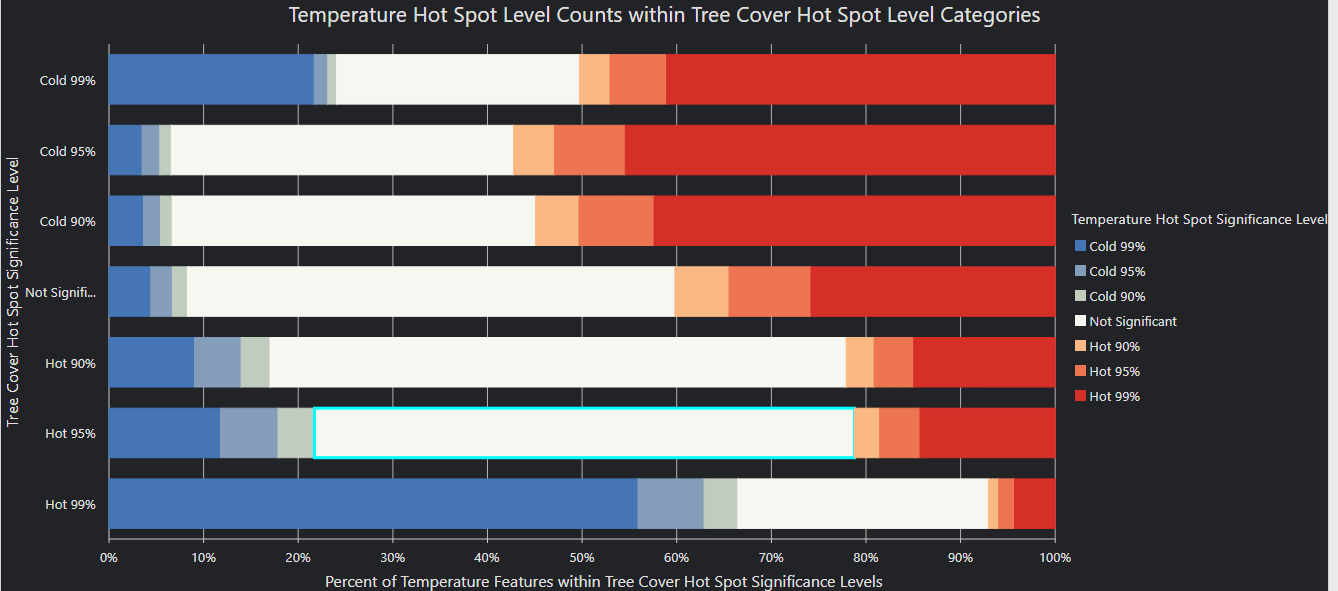 Temperature Hot Spot Level Counts within Tree Cover Hot Spot Level Categories
Tree Cover Hot Spot Significance Level
Cold 99%
Cold 95%
Cold 90%
Not Signifi...
Hot 90%
Hot 95%
Hot 99%
0% 10% 20% 30% 40% 50% 60% 70% 80% 90% 100%
Percent of Temperature Features within Tree Cover Hot Spot Significance Levels
Temperature Hot Spot Significance Level
Cold 99%
Cold 95%
Cold 90%
Not Significant
Hot 90%
Hot 95%
Hot 99%